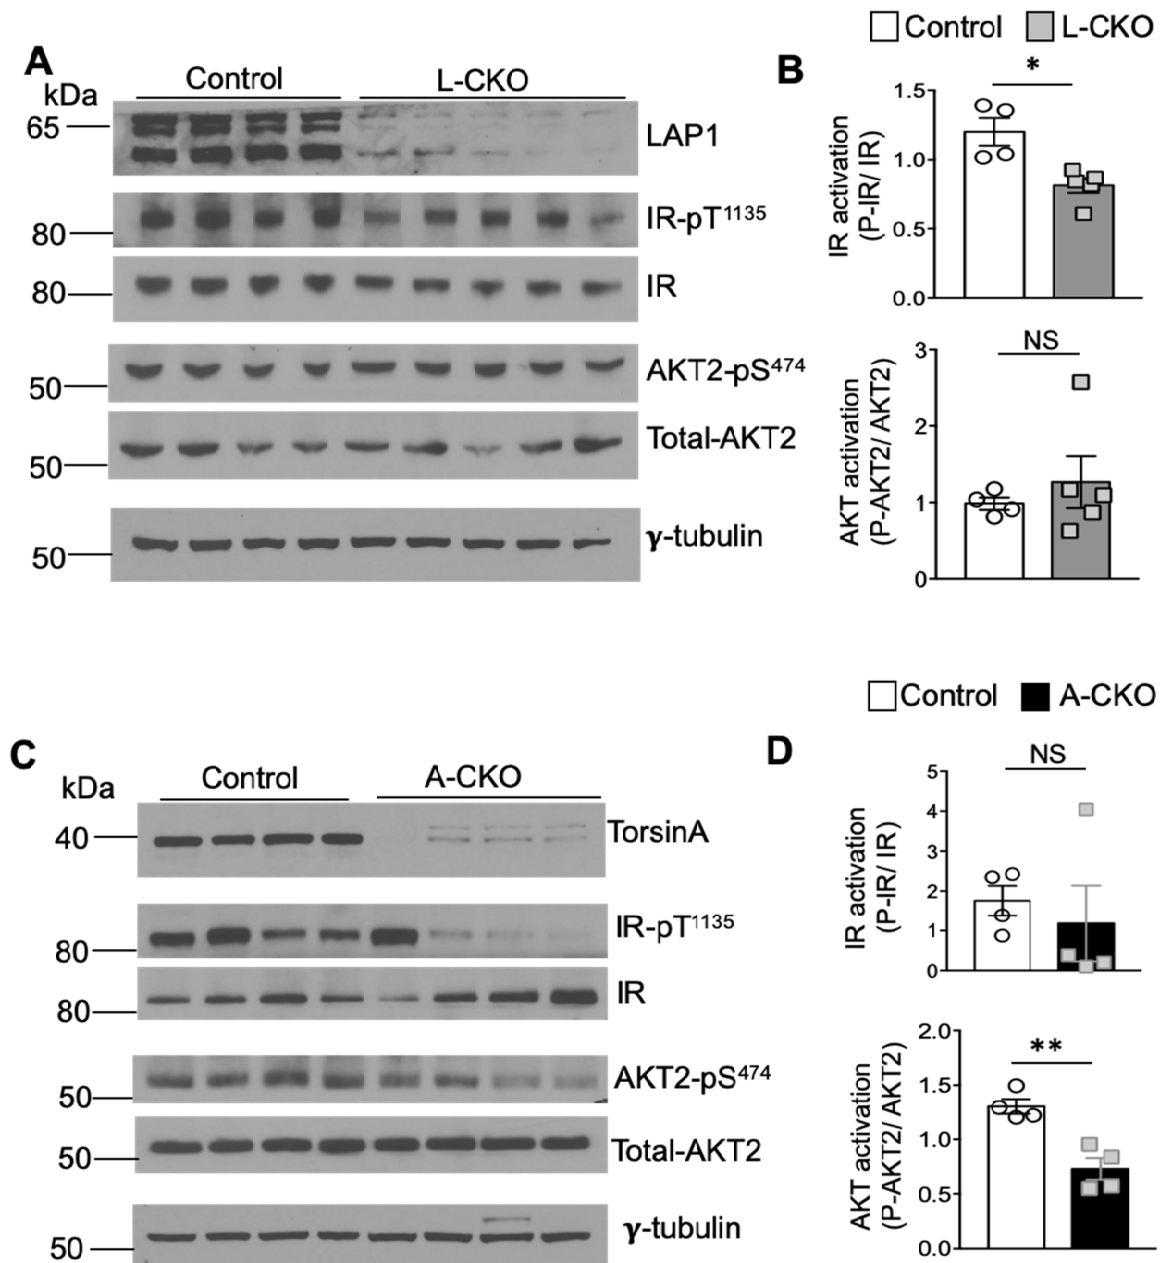 Control L-CKO
A
Control
L-CKO
kDa
65
LAP1
IR-pT1135
80
IR
80
AKT2-pS474
50
Total-AKT2
50
γ-tubulin
50
B
*
1.5
1.0
0.5
0.0
IR activation
(P-IR/ IR)
NS
3
2
1
0
AKT activation
(P-AKT2/ AKT2)
Control A-CKO
C
Control
A-CKO
kDa
40
TorsinA
IR-pT1135
80
IR
80
AKT2-pS474
50
Total-AKT2
50
γ-tubulin
50
D
NS
5
4
3
2
1
0
IR activation
(P-IR/ IR)
**
2.0
1.5
1.0
0.5
0.0
AKT activation
(P-AKT2/ AKT2)